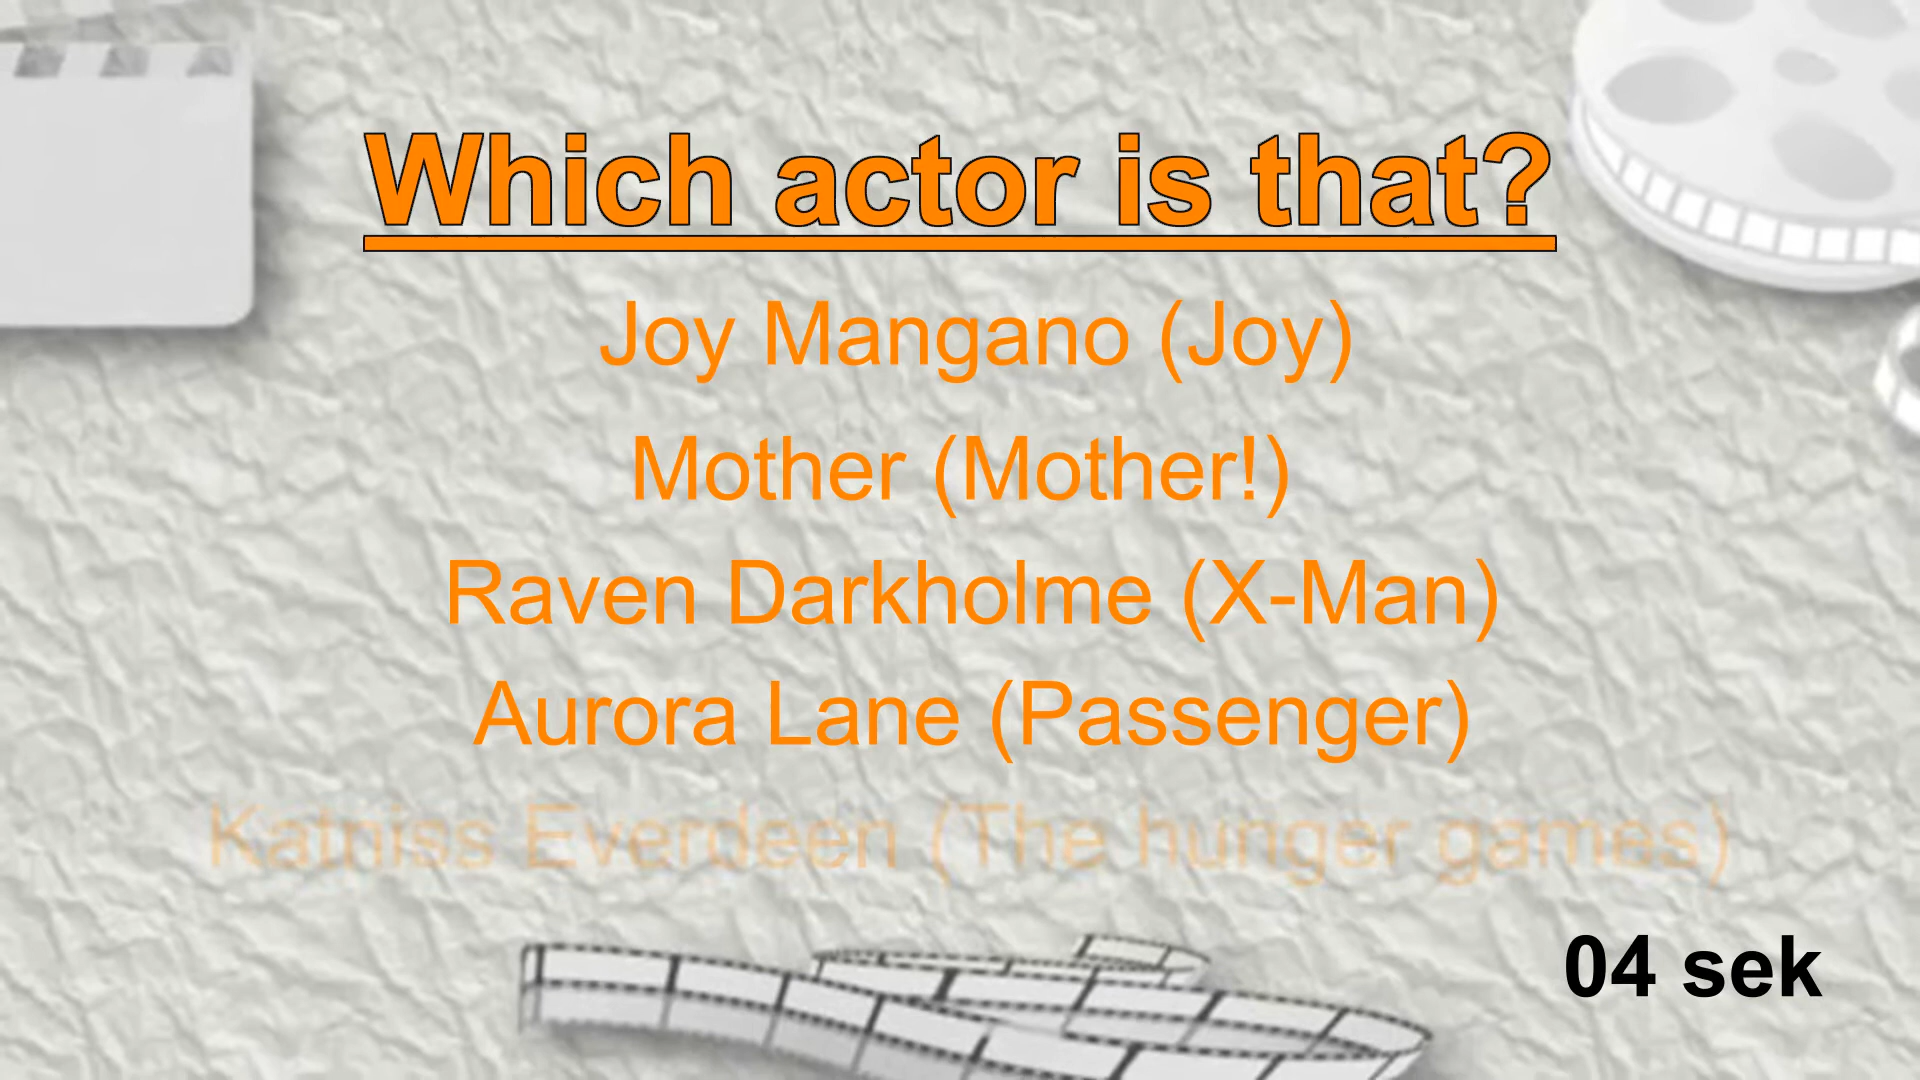 Which actor is that?
Joy Mangano (Joy)
Mother (Mother!)
Raven Darkholme (X-Man)
Aurora Lane (Passenger)
Katniss Everdeen (The hunger games)
04 sek